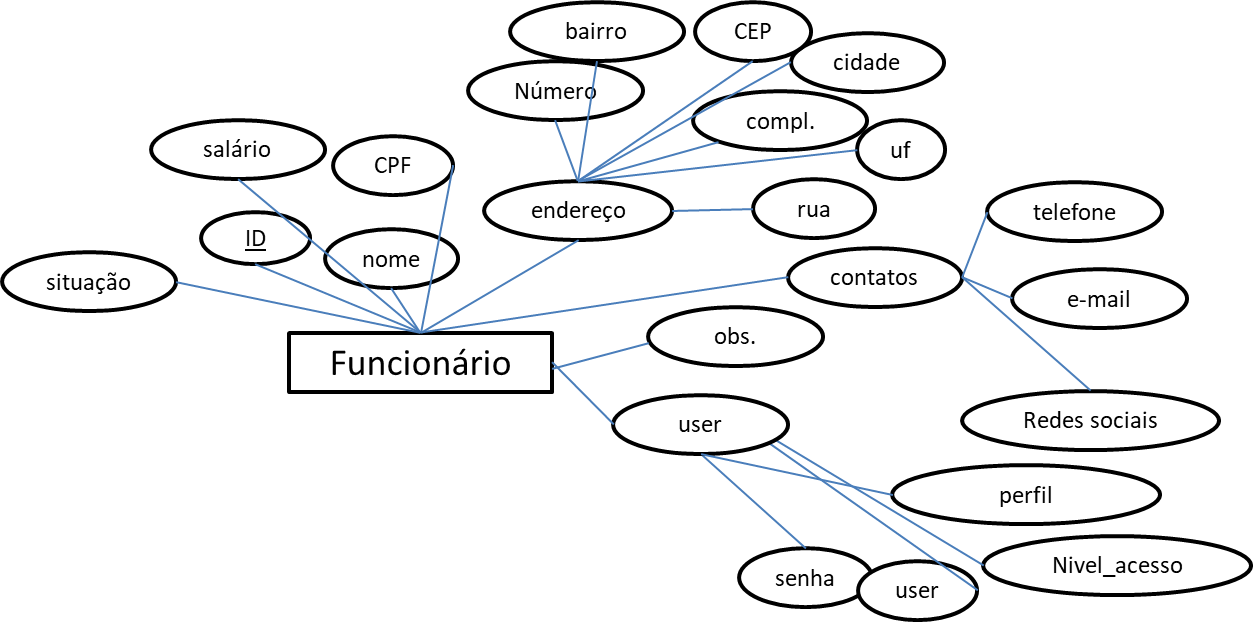 bairro
CEP
cidade
Número
compl.
salário
CPF
uf
endereço
rua
telefone
ID
nome
situação
contatos
e-mail
obs.
Funcionário
Redes sociais
user
perfil
Nivel_acesso
senha
user